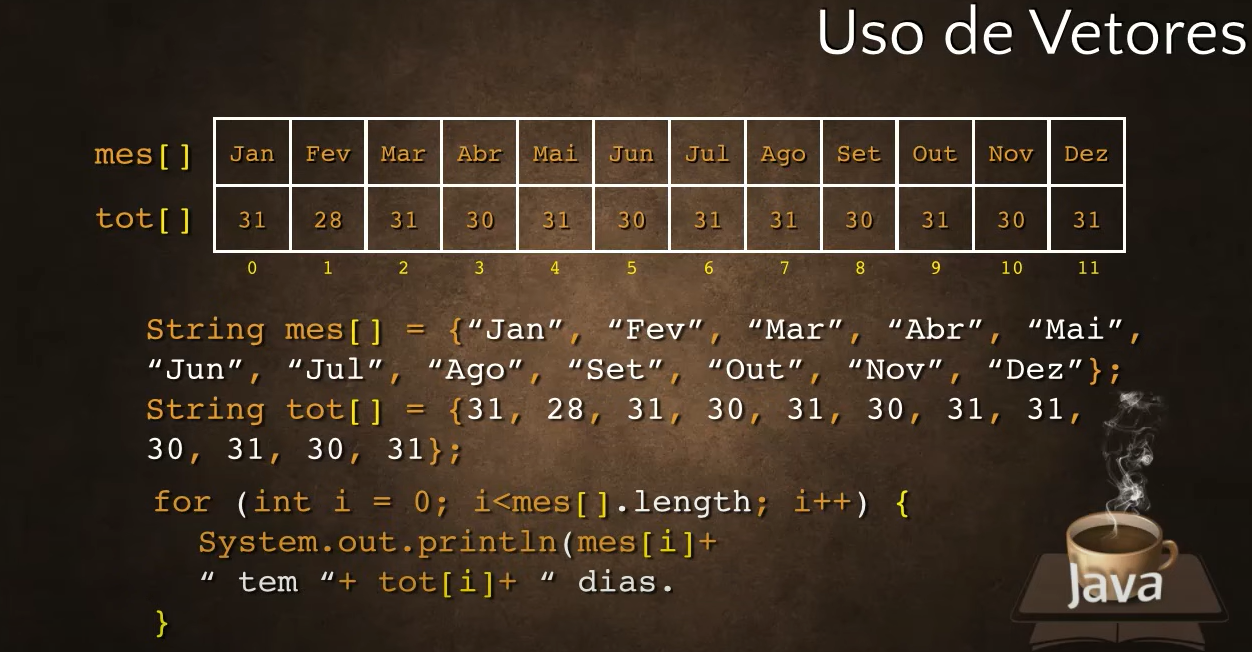 Uso de Vetores
mes[] Jan Fev Mar Abr Mai Jun Jul Ago Set Out Nov Dez
tot[] 31 28 31 30 31 30 31 31 30 31 30 31
0 1 2 3 4 5 6 7 8 9 10 11
String mes[] = {“Jan”, “Fev”, “Mar”, “Abr”, “Mai”,
“Jun”, “Jul”, “Ago”, “Set”, “Out”, “Nov”, “Dez”};
String tot[] = {31, 28, 31, 30, 31, 30, 31, 31,
30, 31, 30, 31};
for (int i = 0; i<mes[].length; i++) {
System.out.println(mes[i]+
“ tem “+ tot[i]+ “ dias.
}
Java